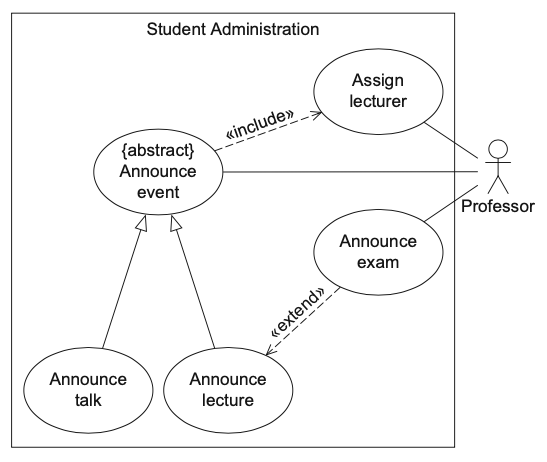 Student Administration
Assign
lecturer
«include»
{abstract}
Announce
event
Professor
Announce
exam
«extend»
Announce
talk
Announce
lecture